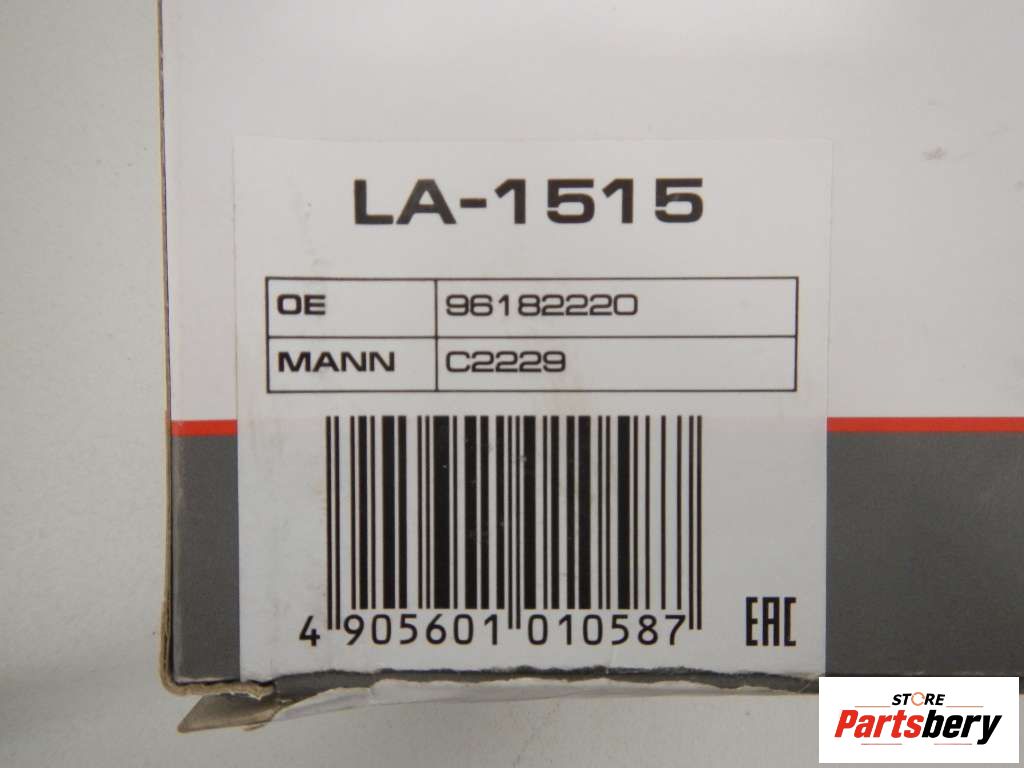 LA-1515
OE 96182220
MANN C2229
4 905601 010587
EAC
STORE
Partsbery